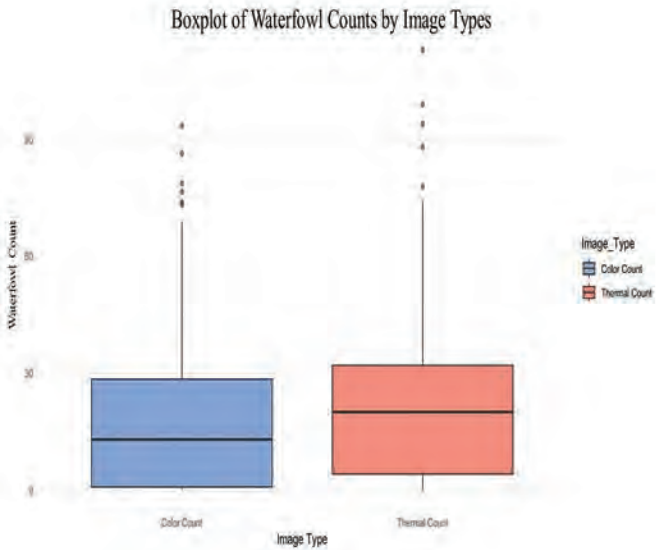 Boxplot of Waterfowl Counts by Image Types
90
60
30
0
Waterfowl Count
Color Count
Thermal Count
Image Type
Image_Type
Color Count
Thermal Count